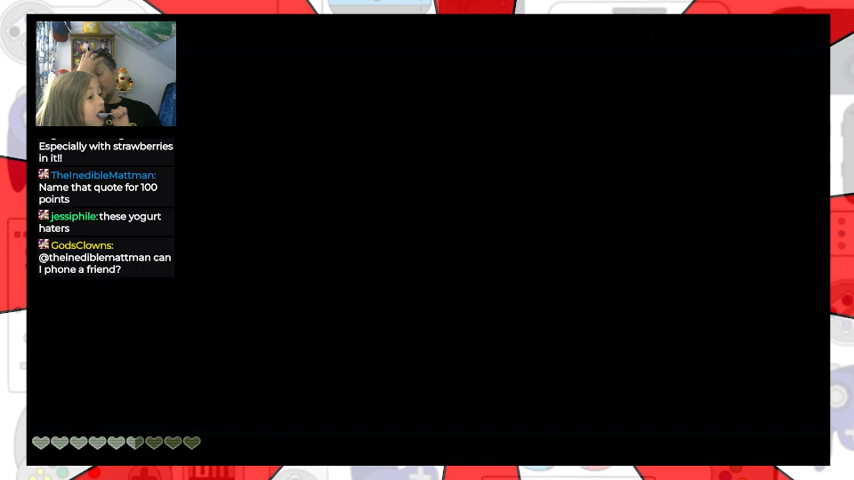 Especially with strawberries
in it!!
TheInedibleMattman:
Name that quote for 100
points
jessiphile: these yogurt
haters
GodsClowns:
@theinediblemattman can
I phone a friend?